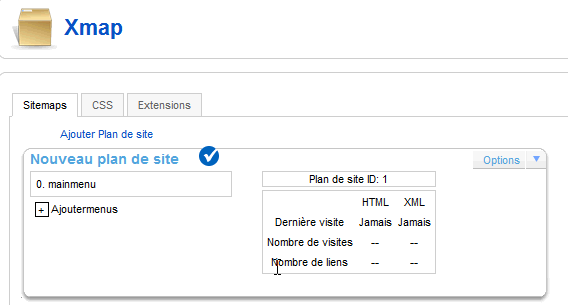 Xmap
Sitemaps CSS Extensions
Ajouter Plan de site
Nouveau plan de site
Options
0. mainmenu
+ Ajoutermenus
Plan de site ID: 1
HTML XML
Dernière visite Jamais Jamais
Nombre de visites -- --
Nombre de liens -- --